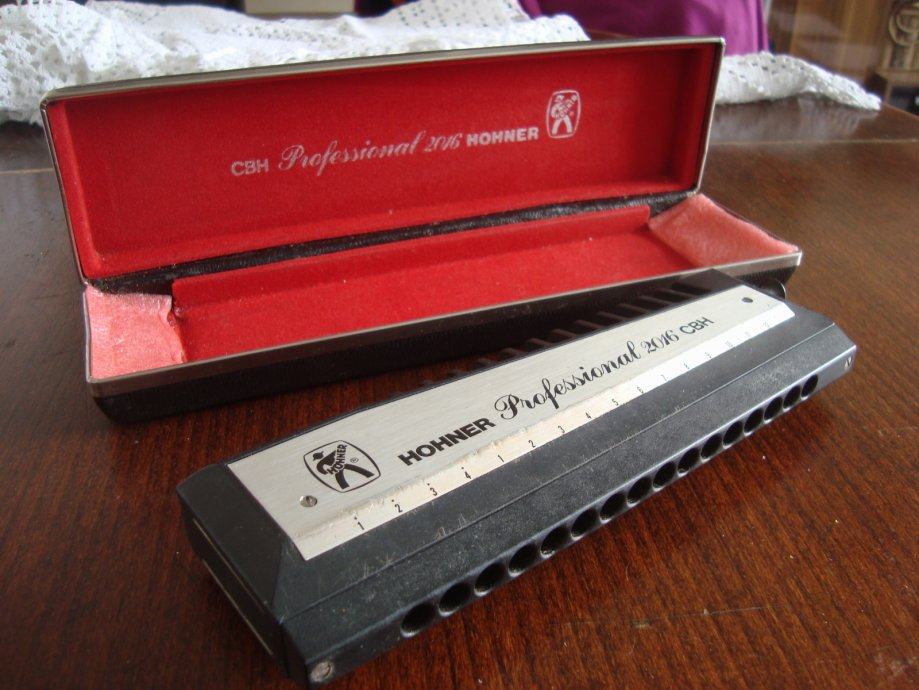 CBH Professional 2016 HOHNER
HOHNER Professional 2016 CBH
HOHNER ®
1 2 3 4 1 2 3 4 5 6 7 8 9 10 11 12